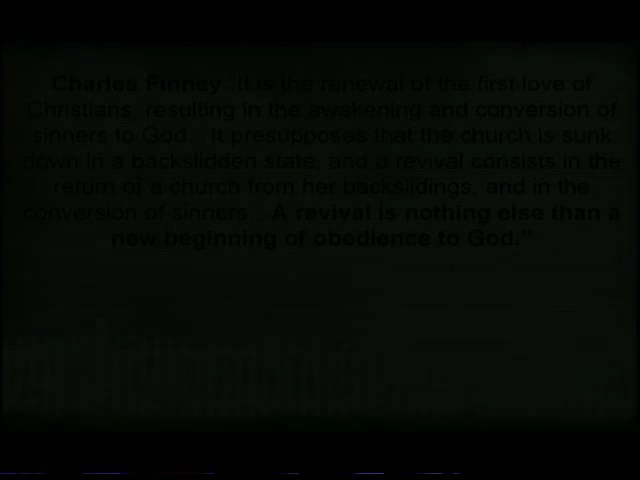 Charles Finney "It is the renewal of the first love of
Christians, resulting in the awakening and conversion of
sinners to God... It presupposes that the church is sunk
down in a backslidden state, and a revival consists in the
return of a church from her backslidings, and in the
conversion of sinners... A revival is nothing else than a
new beginning of obedience to God."